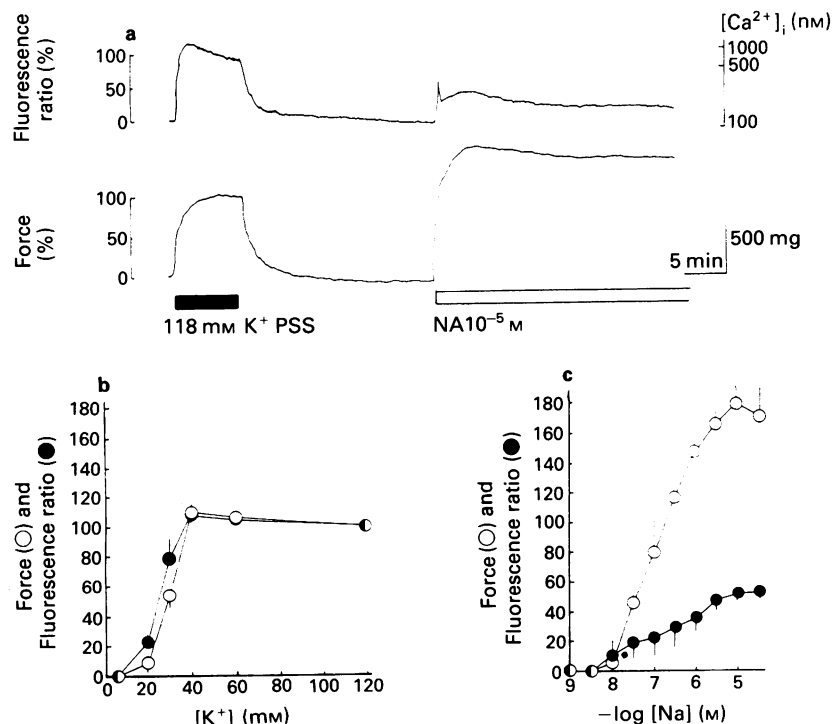 a
Fluorescence
ratio (%)
100
50
0
[Ca²⁺]ᵢ (nM)
1000
500
100
Force
(%)
100
50
0
500 mg
5 min
118 mM K⁺ PSS
NA10⁻⁵ M
b
Force (○) and
Fluorescence ratio (●)
180
160
140
120
100
80
60
40
20
0
0 20 40 60 80 100 120
[K⁺] (mM)
c
Force (○) and
Fluorescence ratio (●)
180
160
140
120
100
80
60
40
20
0
9 8 7 6 5
−log [Na] (M)